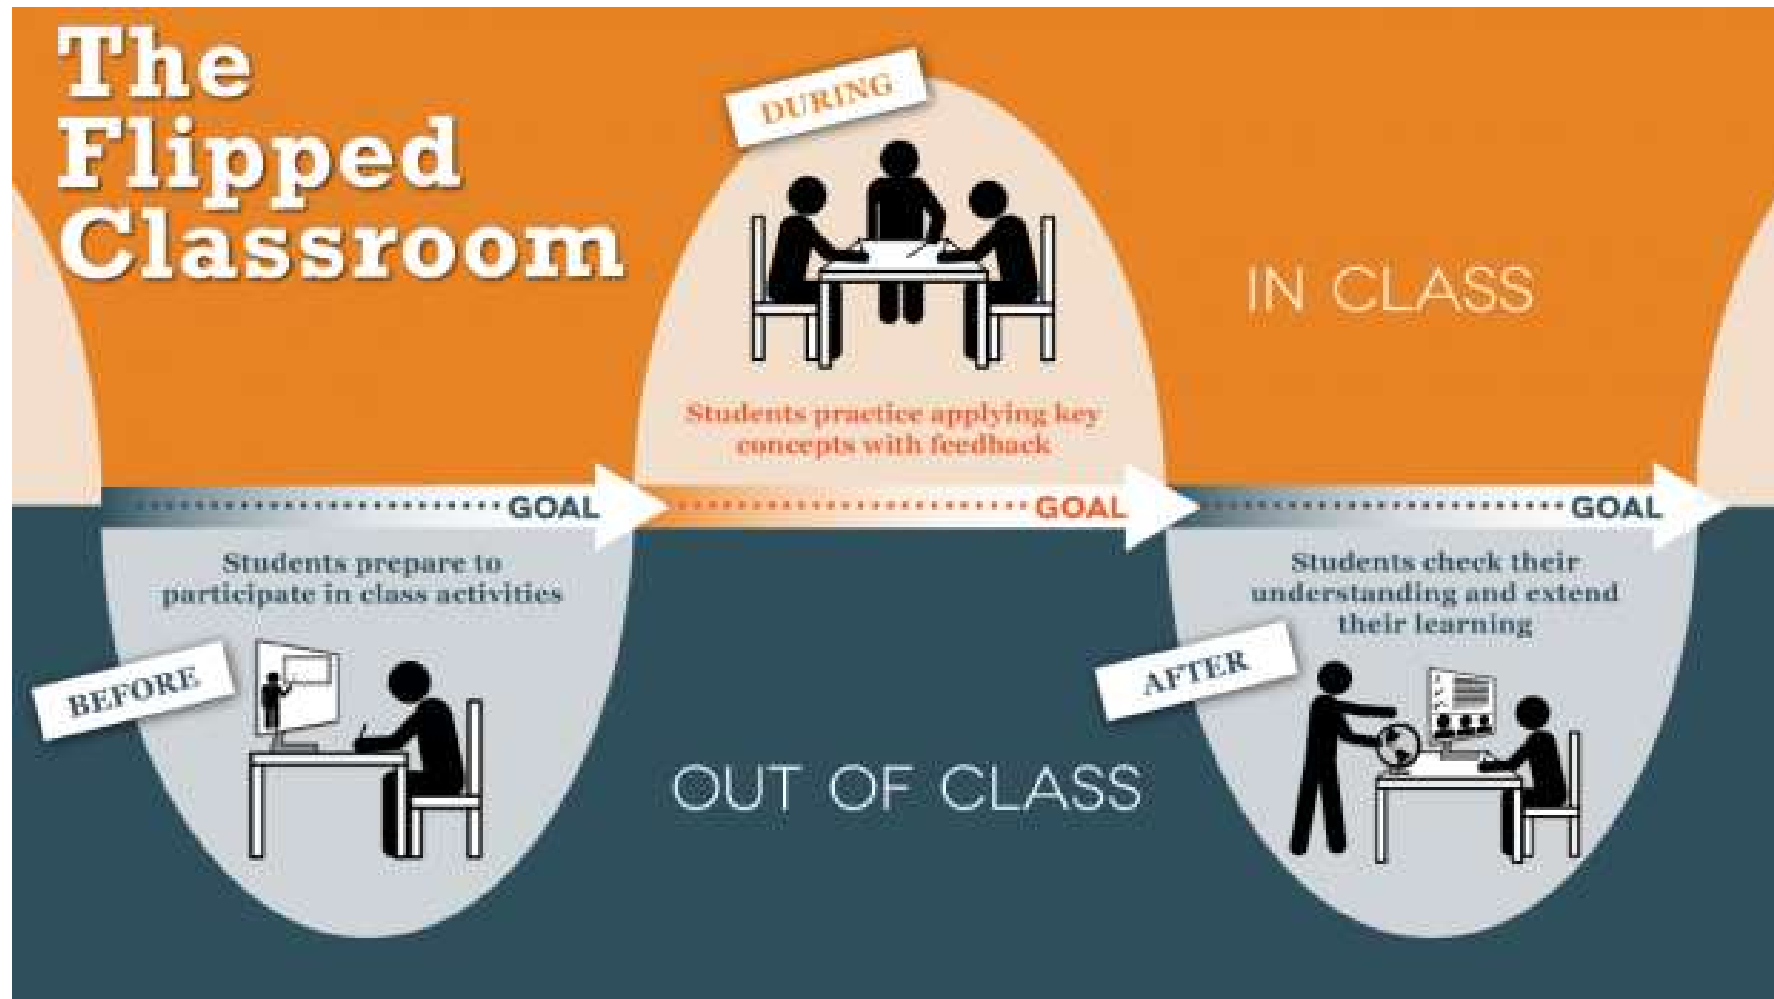 The
Flipped
Classroom
DURING
IN CLASS
Students practice applying key
concepts with feedback
GOAL
GOAL
GOAL
Students prepare to
participate in class activities
BEFORE
OUT OF CLASS
Students check their
understanding and extend
their learning
AFTER